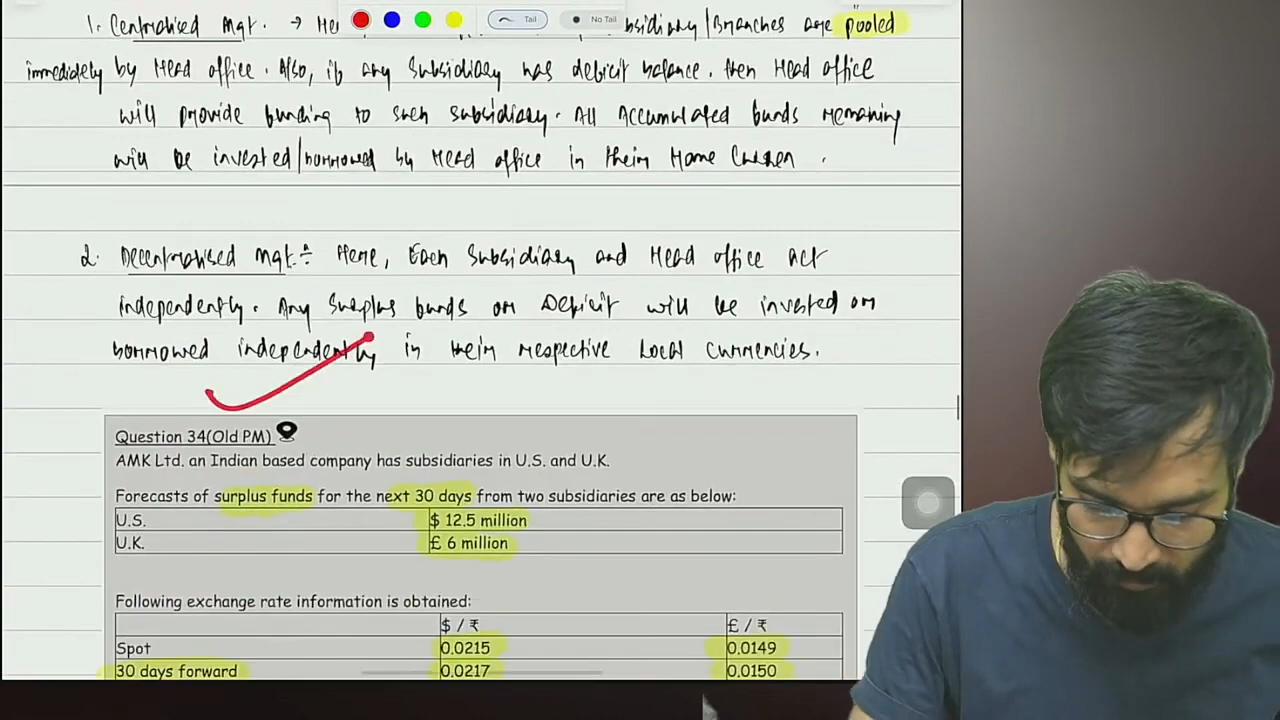 1. Centralised Mgt. → He
Tail
No Tail
bsidiary/Branches are pooled
immediately by Head office. Also, if any Subsidiary has deficit balance. then Head office
will provide funding to such subsidiary. All Accumulated funds remaining
will be invested/borrowed by Head office in their Home Curren .
2. Decentralised Mgt.÷ Here, Each Subsidiary and Head office act
independently. Any Surplus funds or Deficit will be invested or
borrowed independently in their respective Local Currencies.
Question 34(Old PM)
AMK Ltd. an Indian based company has subsidiaries in U.S. and U.K.
Forecasts of surplus funds for the next 30 days from two subsidiaries are as below:
U.S. $ 12.5 million
U.K. £ 6 million
Following exchange rate information is obtained:
$ / ₹ £ / ₹
Spot 0.0215 0.0149
30 days forward 0.0217 0.0150